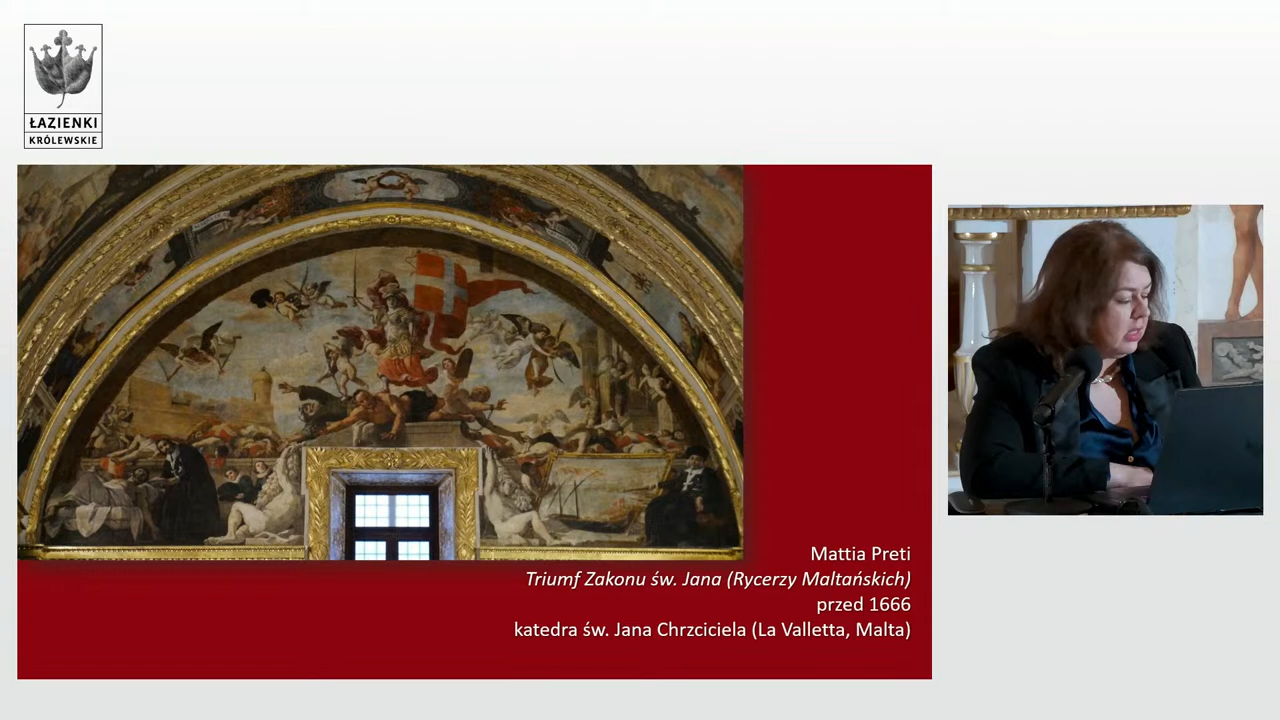 ŁAZIENKI
KRÓLEWSKIE
Mattia Preti
Triumf Zakonu św. Jana (Rycerzy Maltańskich)
przed 1666
katedra św. Jana Chrzciciela (La Valletta, Malta)